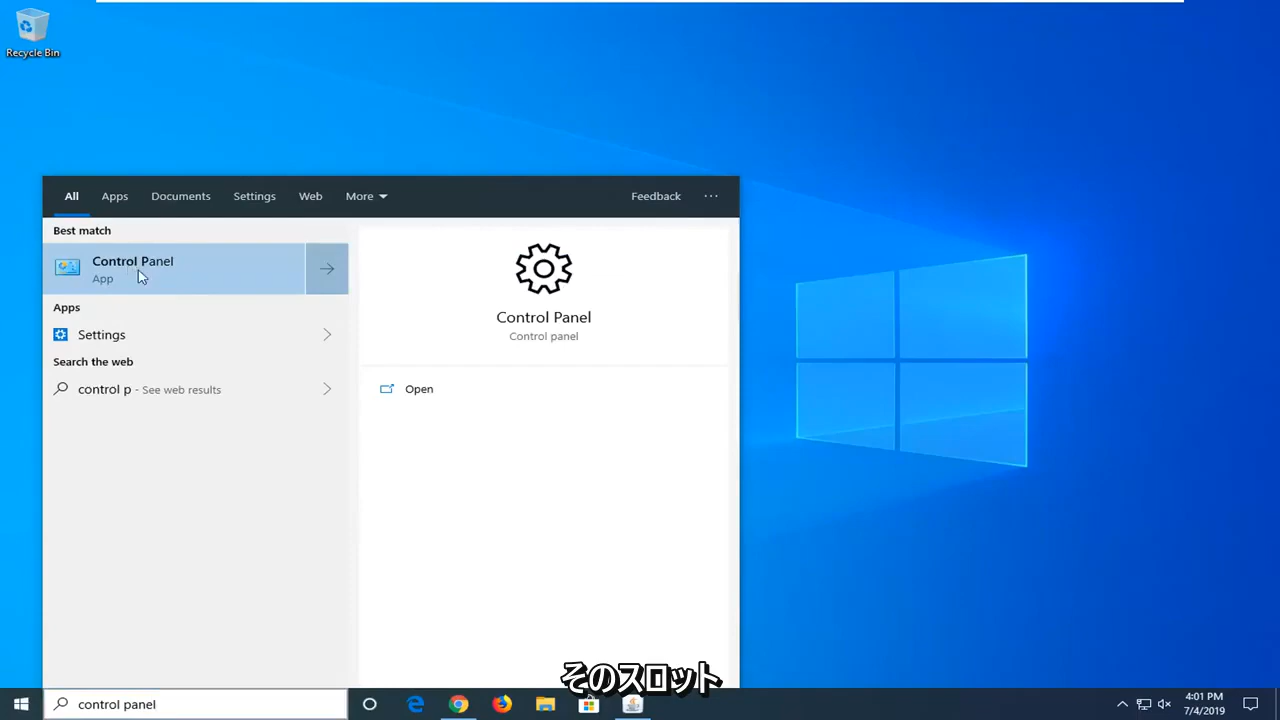 Recycle Bin
All Apps Documents Settings Web More Feedback ...
Best match
Control Panel
App
Apps
Settings
Search the web
control p - See web results
Control Panel
Control panel
Open
そのスロット
control panel
4:01 PM
7/4/2019